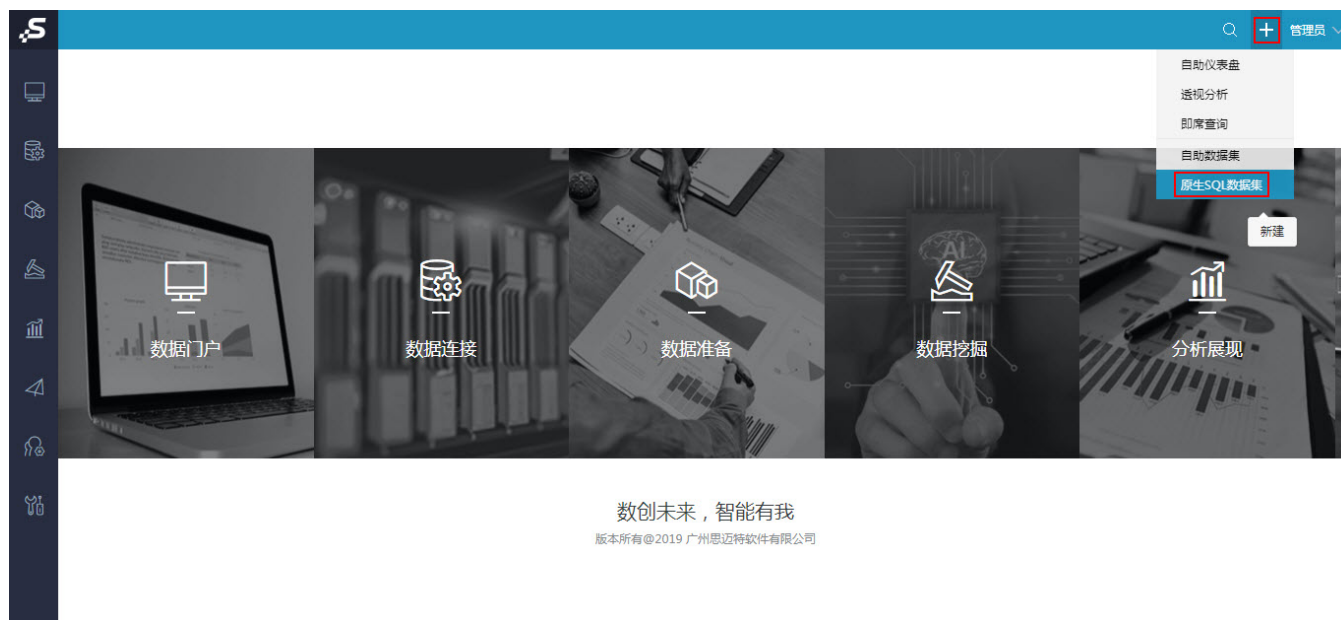 管理员
自助仪表盘
透视分析
即席查询
自助数据集
原生SQL数据集
新建
数据门户
数据连接
数据准备
数据挖掘
分析展现
AI
数创未来，智能有我
版本所有@2019 广州思迈特软件有限公司